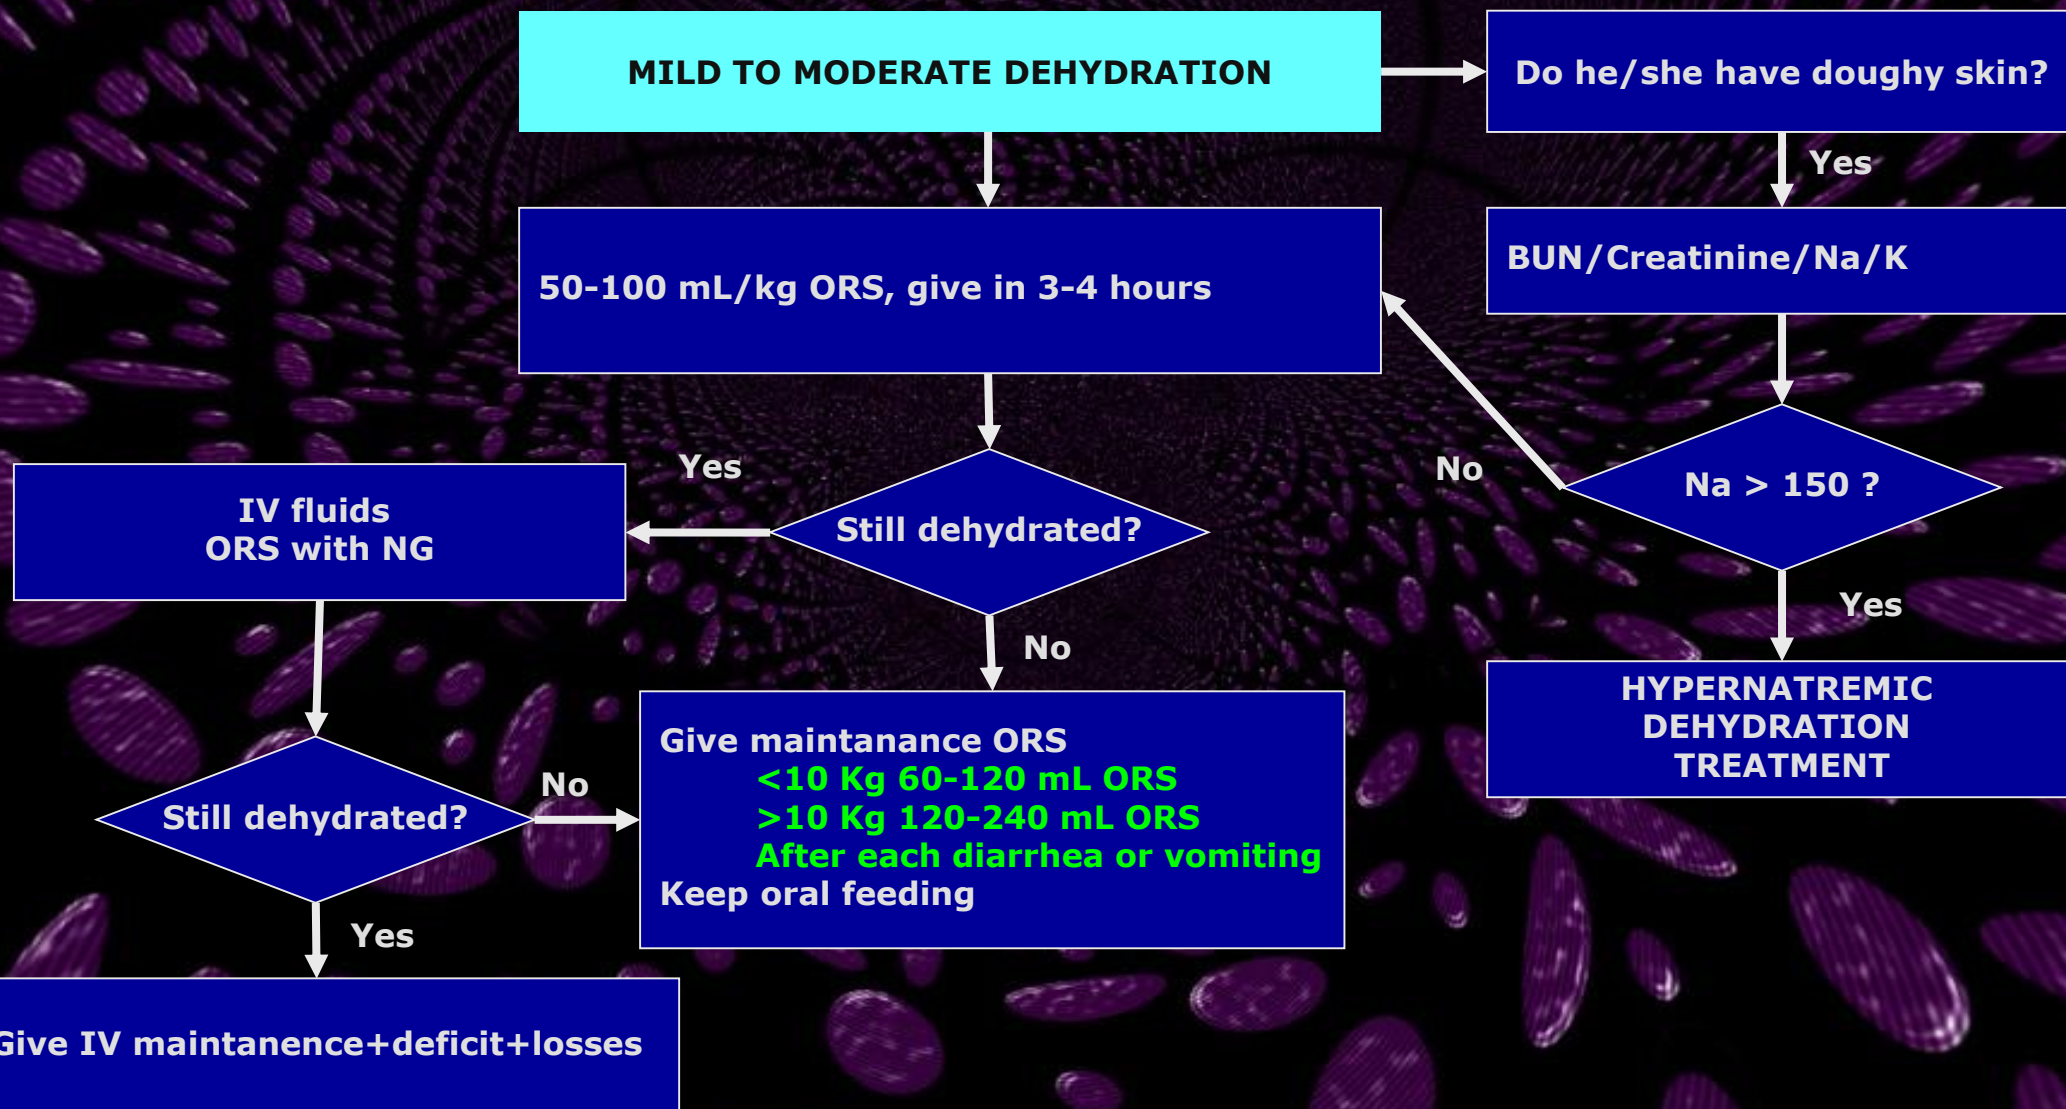 MILD TO MODERATE DEHYDRATION
Do he/she have doughy skin?
Yes
50-100 mL/kg ORS, give in 3-4 hours
BUN/Creatinine/Na/K
Yes
No
Na > 150 ?
IV fluids
ORS with NG
Still dehydrated?
Yes
No
HYPERNATREMIC
DEHYDRATION
TREATMENT
Give maintanance ORS
<10 Kg 60-120 mL ORS
>10 Kg 120-240 mL ORS
After each diarrhea or vomiting
Keep oral feeding
No
Still dehydrated?
Yes
Give IV maintanence+deficit+losses